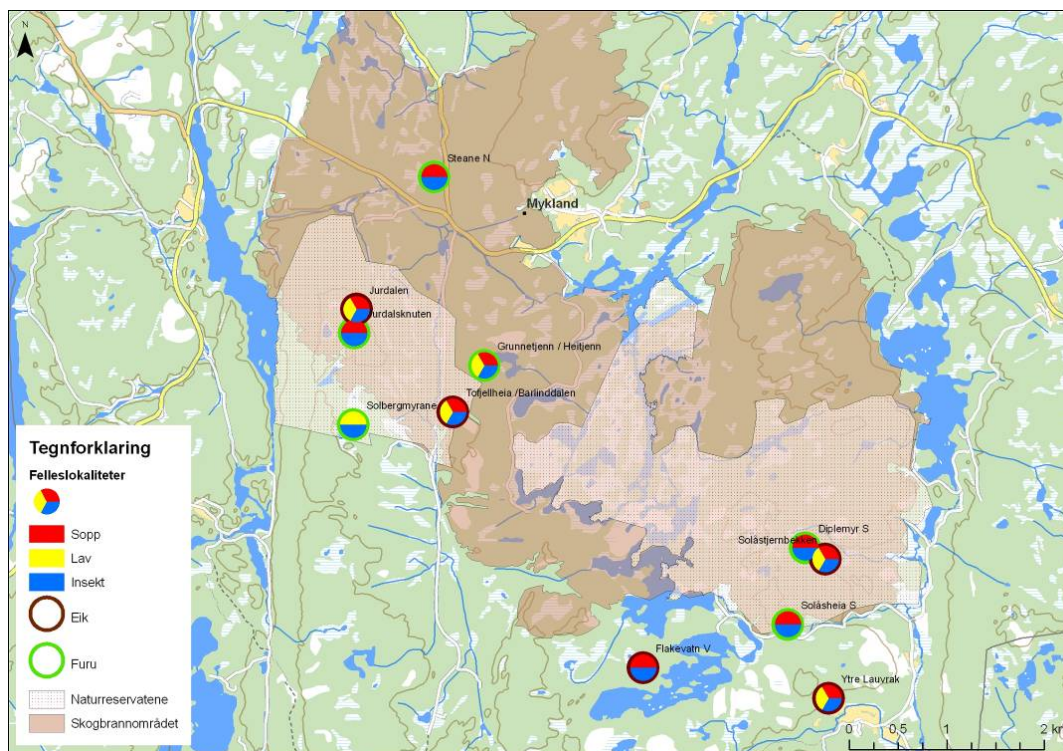 N
Steane N
Mykland
Jurdalen
Jurdalsknuten
Grunnetjenn / Heitjenn
Tofjellheia /Barlinddalen
Solbergmyrane
Diplemyr S
Solåstjernbekken
Solåsheia S
Flakevatn V
Ytre Lauvrak
Tegnforklaring
Felleslokaliteter
Sopp
Lav
Insekt
Eik
Furu
Naturreservatene
Skogbrannområdet
0 0,5 1 2 km